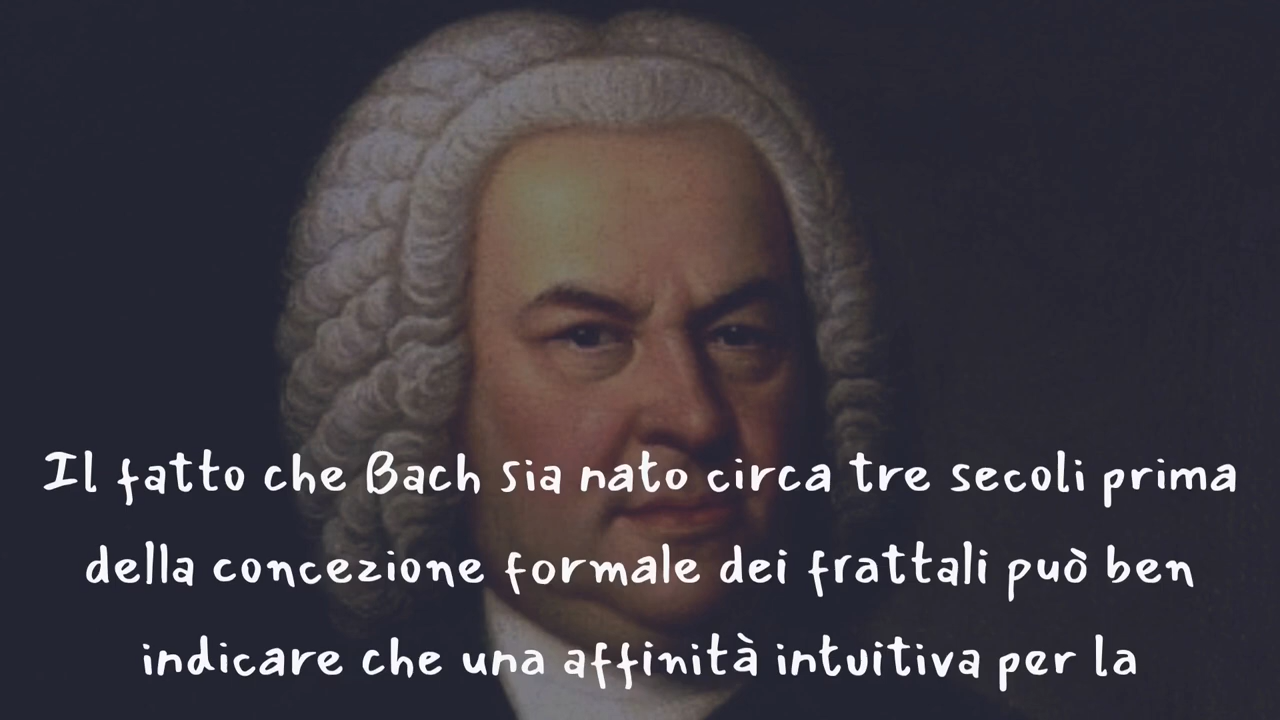 Il fatto che Bach sia nato circa tre secoli prima
della concezione formale dei frattali può ben
indicare che una affinità intuitiva per la